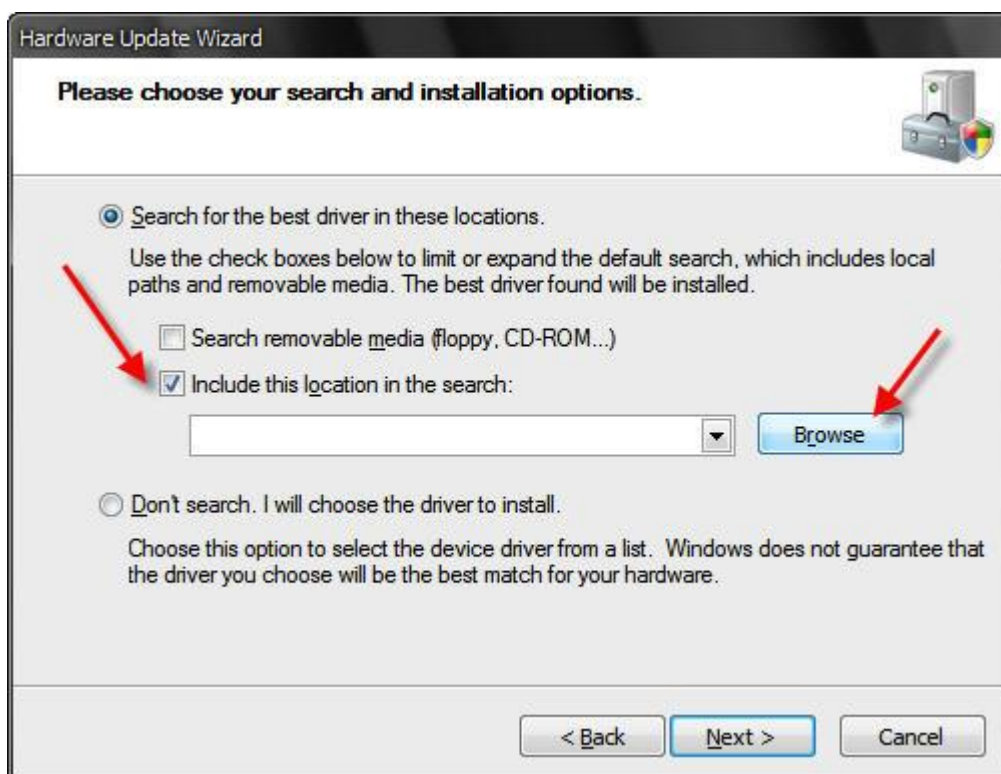 Hardware Update Wizard
Please choose your search and installation options.
Search for the best driver in these locations.
Use the check boxes below to limit or expand the default search, which includes local
paths and removable media. The best driver found will be installed.
Search removable media (floppy, CD-ROM...)
Include this location in the search:
Browse
Don't search. I will choose the driver to install.
Choose this option to select the device driver from a list. Windows does not guarantee that
the driver you choose will be the best match for your hardware.
< Back Next > Cancel